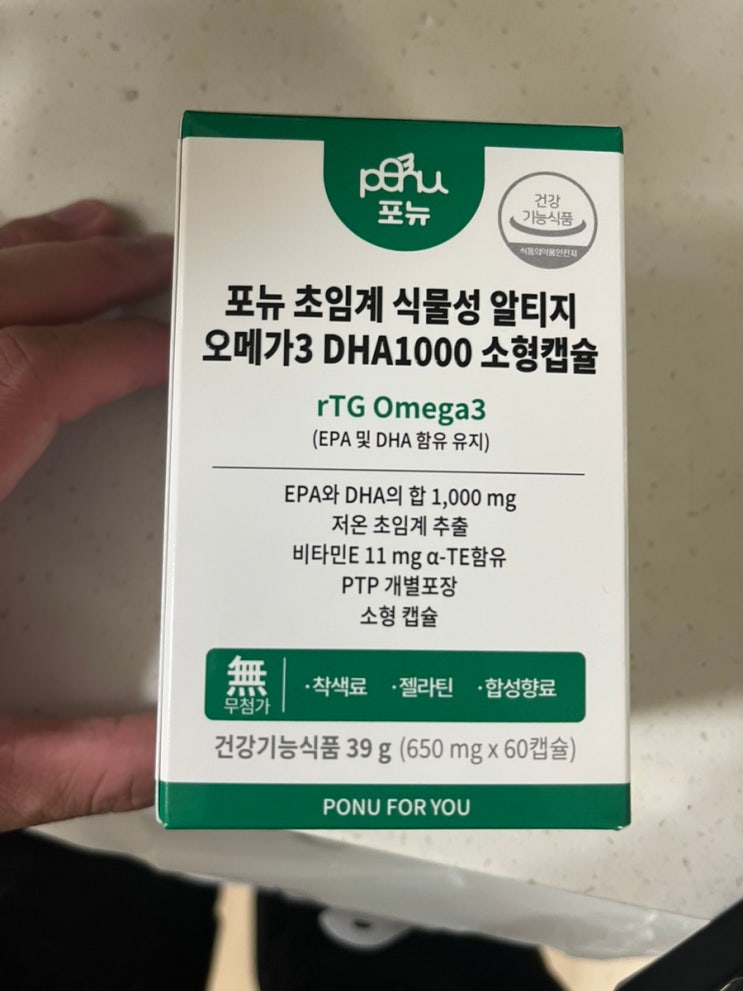 ponu
포뉴
건강
기능식품
식품의약품안전처
포뉴 초임계 식물성 알티지
오메가3 DHA1000 소형캡슐
rTG Omega3
(EPA 및 DHA 함유 유지)
EPA와 DHA의 합 1,000 mg
저온 초임계 추출
비타민E 11 mg α-TE함유
PTP 개별포장
소형 캡슐
無
무첨가
·착색료 ·젤라틴 ·합성향료
건강기능식품 39 g (650 mg x 60캡슐)
PONU FOR YOU